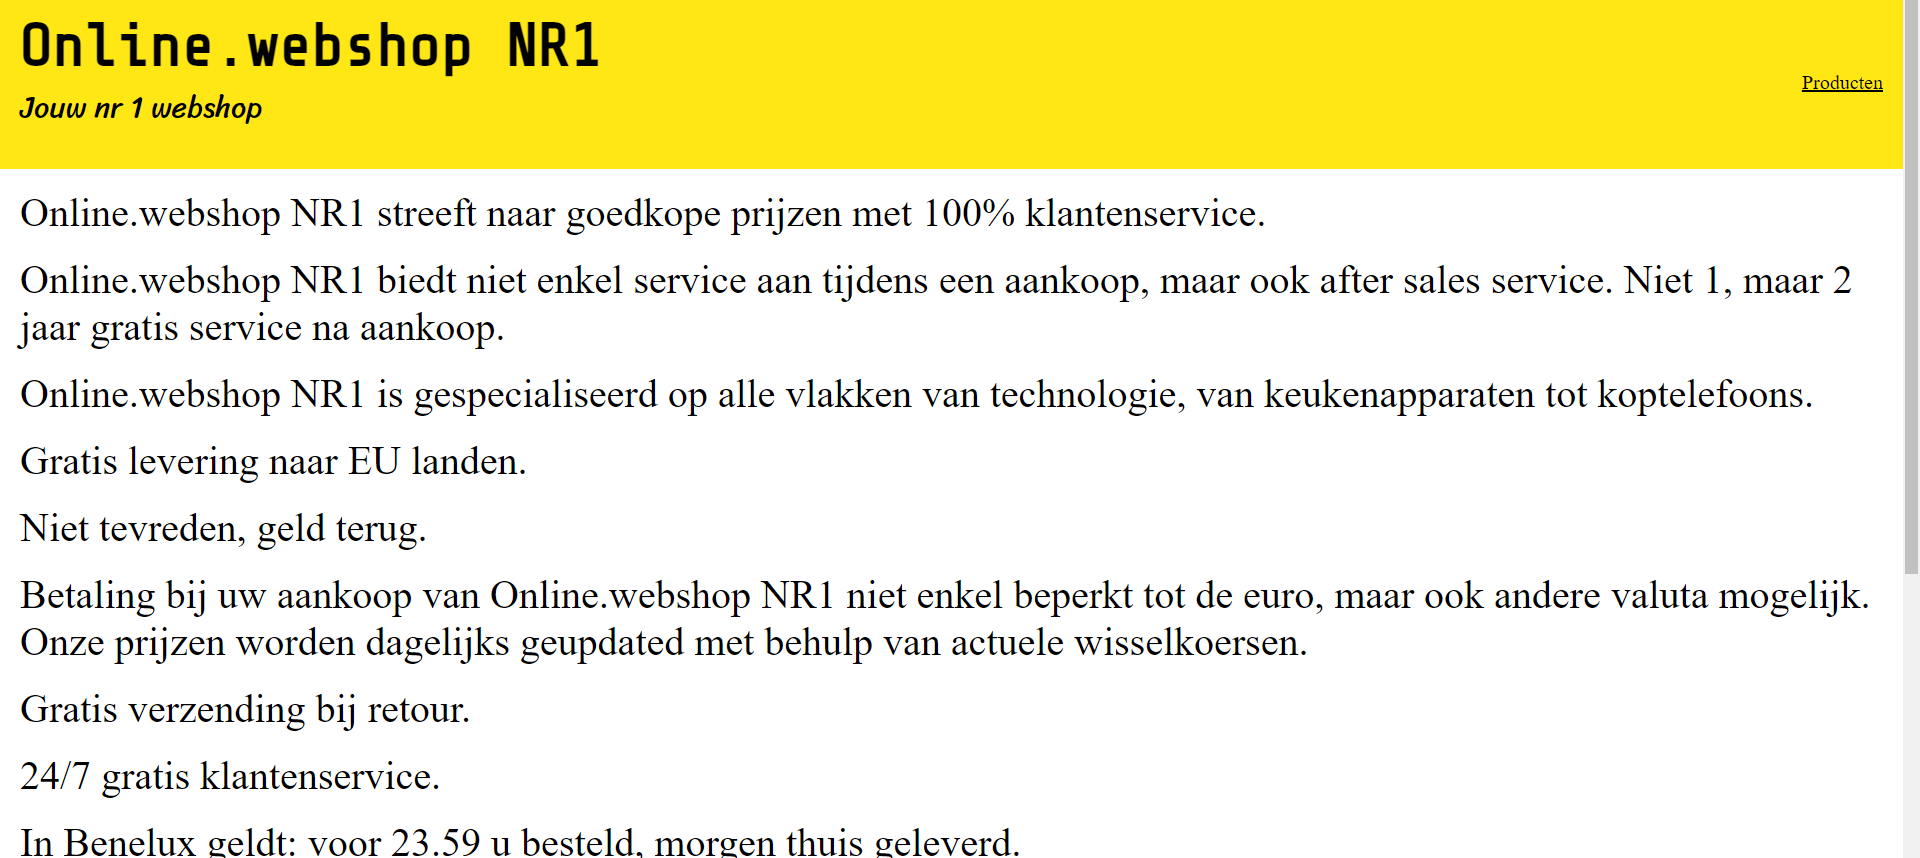 Online.webshop NR1
Jouw nr 1 webshop
Producten
Online.webshop NR1 streeft naar goedkope prijzen met 100% klantenservice.
Online.webshop NR1 biedt niet enkel service aan tijdens een aankoop, maar ook after sales service. Niet 1, maar 2
jaar gratis service na aankoop.
Online.webshop NR1 is gespecialiseerd op alle vlakken van technologie, van keukenapparaten tot koptelefoons.
Gratis levering naar EU landen.
Niet tevreden, geld terug.
Betaling bij uw aankoop van Online.webshop NR1 niet enkel beperkt tot de euro, maar ook andere valuta mogelijk.
Onze prijzen worden dagelijks geupdated met behulp van actuele wisselkoersen.
Gratis verzending bij retour.
24/7 gratis klantenservice.
In Benelux geldt: voor 23.59 u besteld, morgen thuis geleverd.